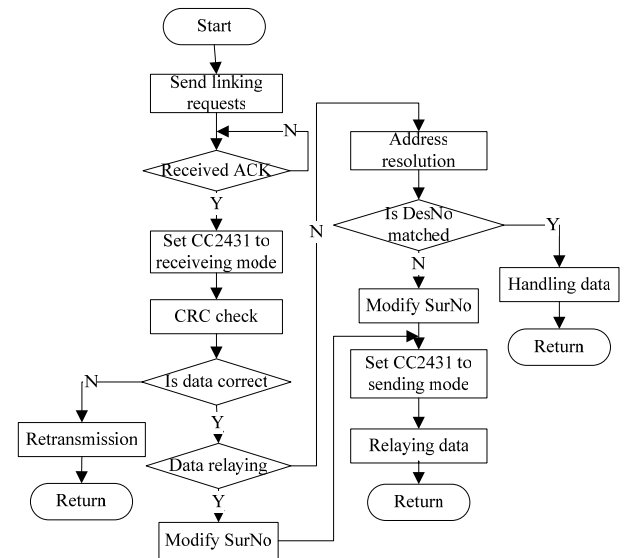 Start
Send linking
requests
N
Received ACK
Y
Set CC2431 to
receiveing mode
CRC check
Is data correct
N
Retransmission
Return
Y
Data relaying
Y
Modify SurNo
N
Address
resolution
Is DesNo
matched
Y
Handling data
Return
N
Modify SurNo
Set CC2431 to
sending mode
Relaying data
Return